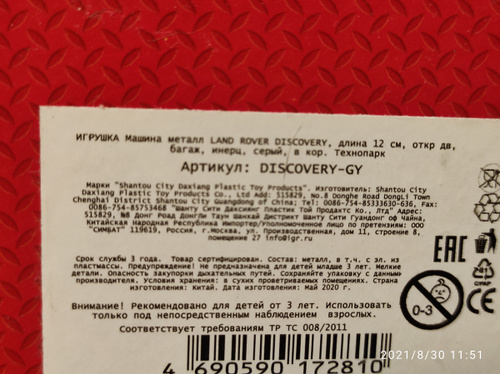 ИГРУШКА Машина металл LAND ROVER DISCOVERY, длина 12 см, откр дв,
багаж, инерц, серый, в кор. Технопарк
Артикул: DISCOVERY-GY
Марки "Shantou City Daxiang Plastic Toy Products". Изготовитель: Shantou City
Daxiang Plastic Toy Products Co., Ltd Add: 515829, No.8 Donghe Road Dongli Town
Chenghai District Shantou City Guangdong of China; Tel: 0086-754-85333630-636, Fax:
0086-754-85753468 "Шанту Сити Даксианг Пластик Той Продактс Ко., Лтд" Адрес:
515829, №8 Донг Роад Донгли Таун Шанхай Дистрикт Шанту Сити Гуандонг оф Чайна,
Китайская Народная Республика Импортер/Уполномоченное лицо по претензиям: ООО
"СИМБАТ" 119619, Россия, г.Москва, ул. Производственная, дом 11, строение 8,
помещение 27 info@igr.ru
Срок службы 3 года. Товар сертифицирован. Состав: металл, в т.ч. с эл. из
пластмассы. Предупреждение! Не предназначена для детей младше 3 лет. Мелкие
детали. Опасность закупорки дыхательных путей. Сохраняйте упаковку с данными
производителя. Условия хранения: в сухих проветриваемых помещениях. Страна
изготовления: Китай. Дата изготовления: Май 2020 г.
Внимание! Рекомендовано для детей от 3 лет. Использовать
только под непосредственным наблюдением взрослых.
Соответствует требованиям ТР ТС 008/2011
EAC
0-3
CE
4 690590 172810
2021/8/30 11:51